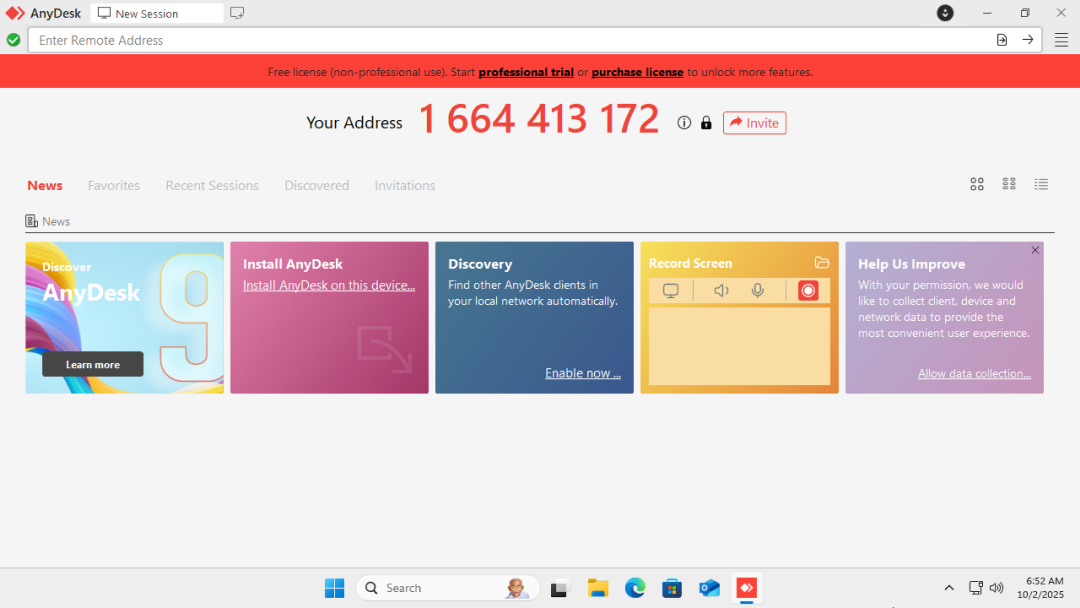 AnyDesk
New Session
Enter Remote Address
Free license (non-professional use). Start professional trial or purchase license to unlock more features.
Your Address 1 664 413 172 Invite
News Favorites Recent Sessions Discovered Invitations
News
Discover
AnyDesk
9
Learn more
Install AnyDesk
Install AnyDesk on this device...
Discovery
Find other AnyDesk clients in
your local network automatically.
Enable now ...
Record Screen
Help Us Improve
With your permission, we would
like to collect client, device and
network data to provide the
most convenient user experience.
Allow data collection...
Search
6:52 AM
10/2/2025